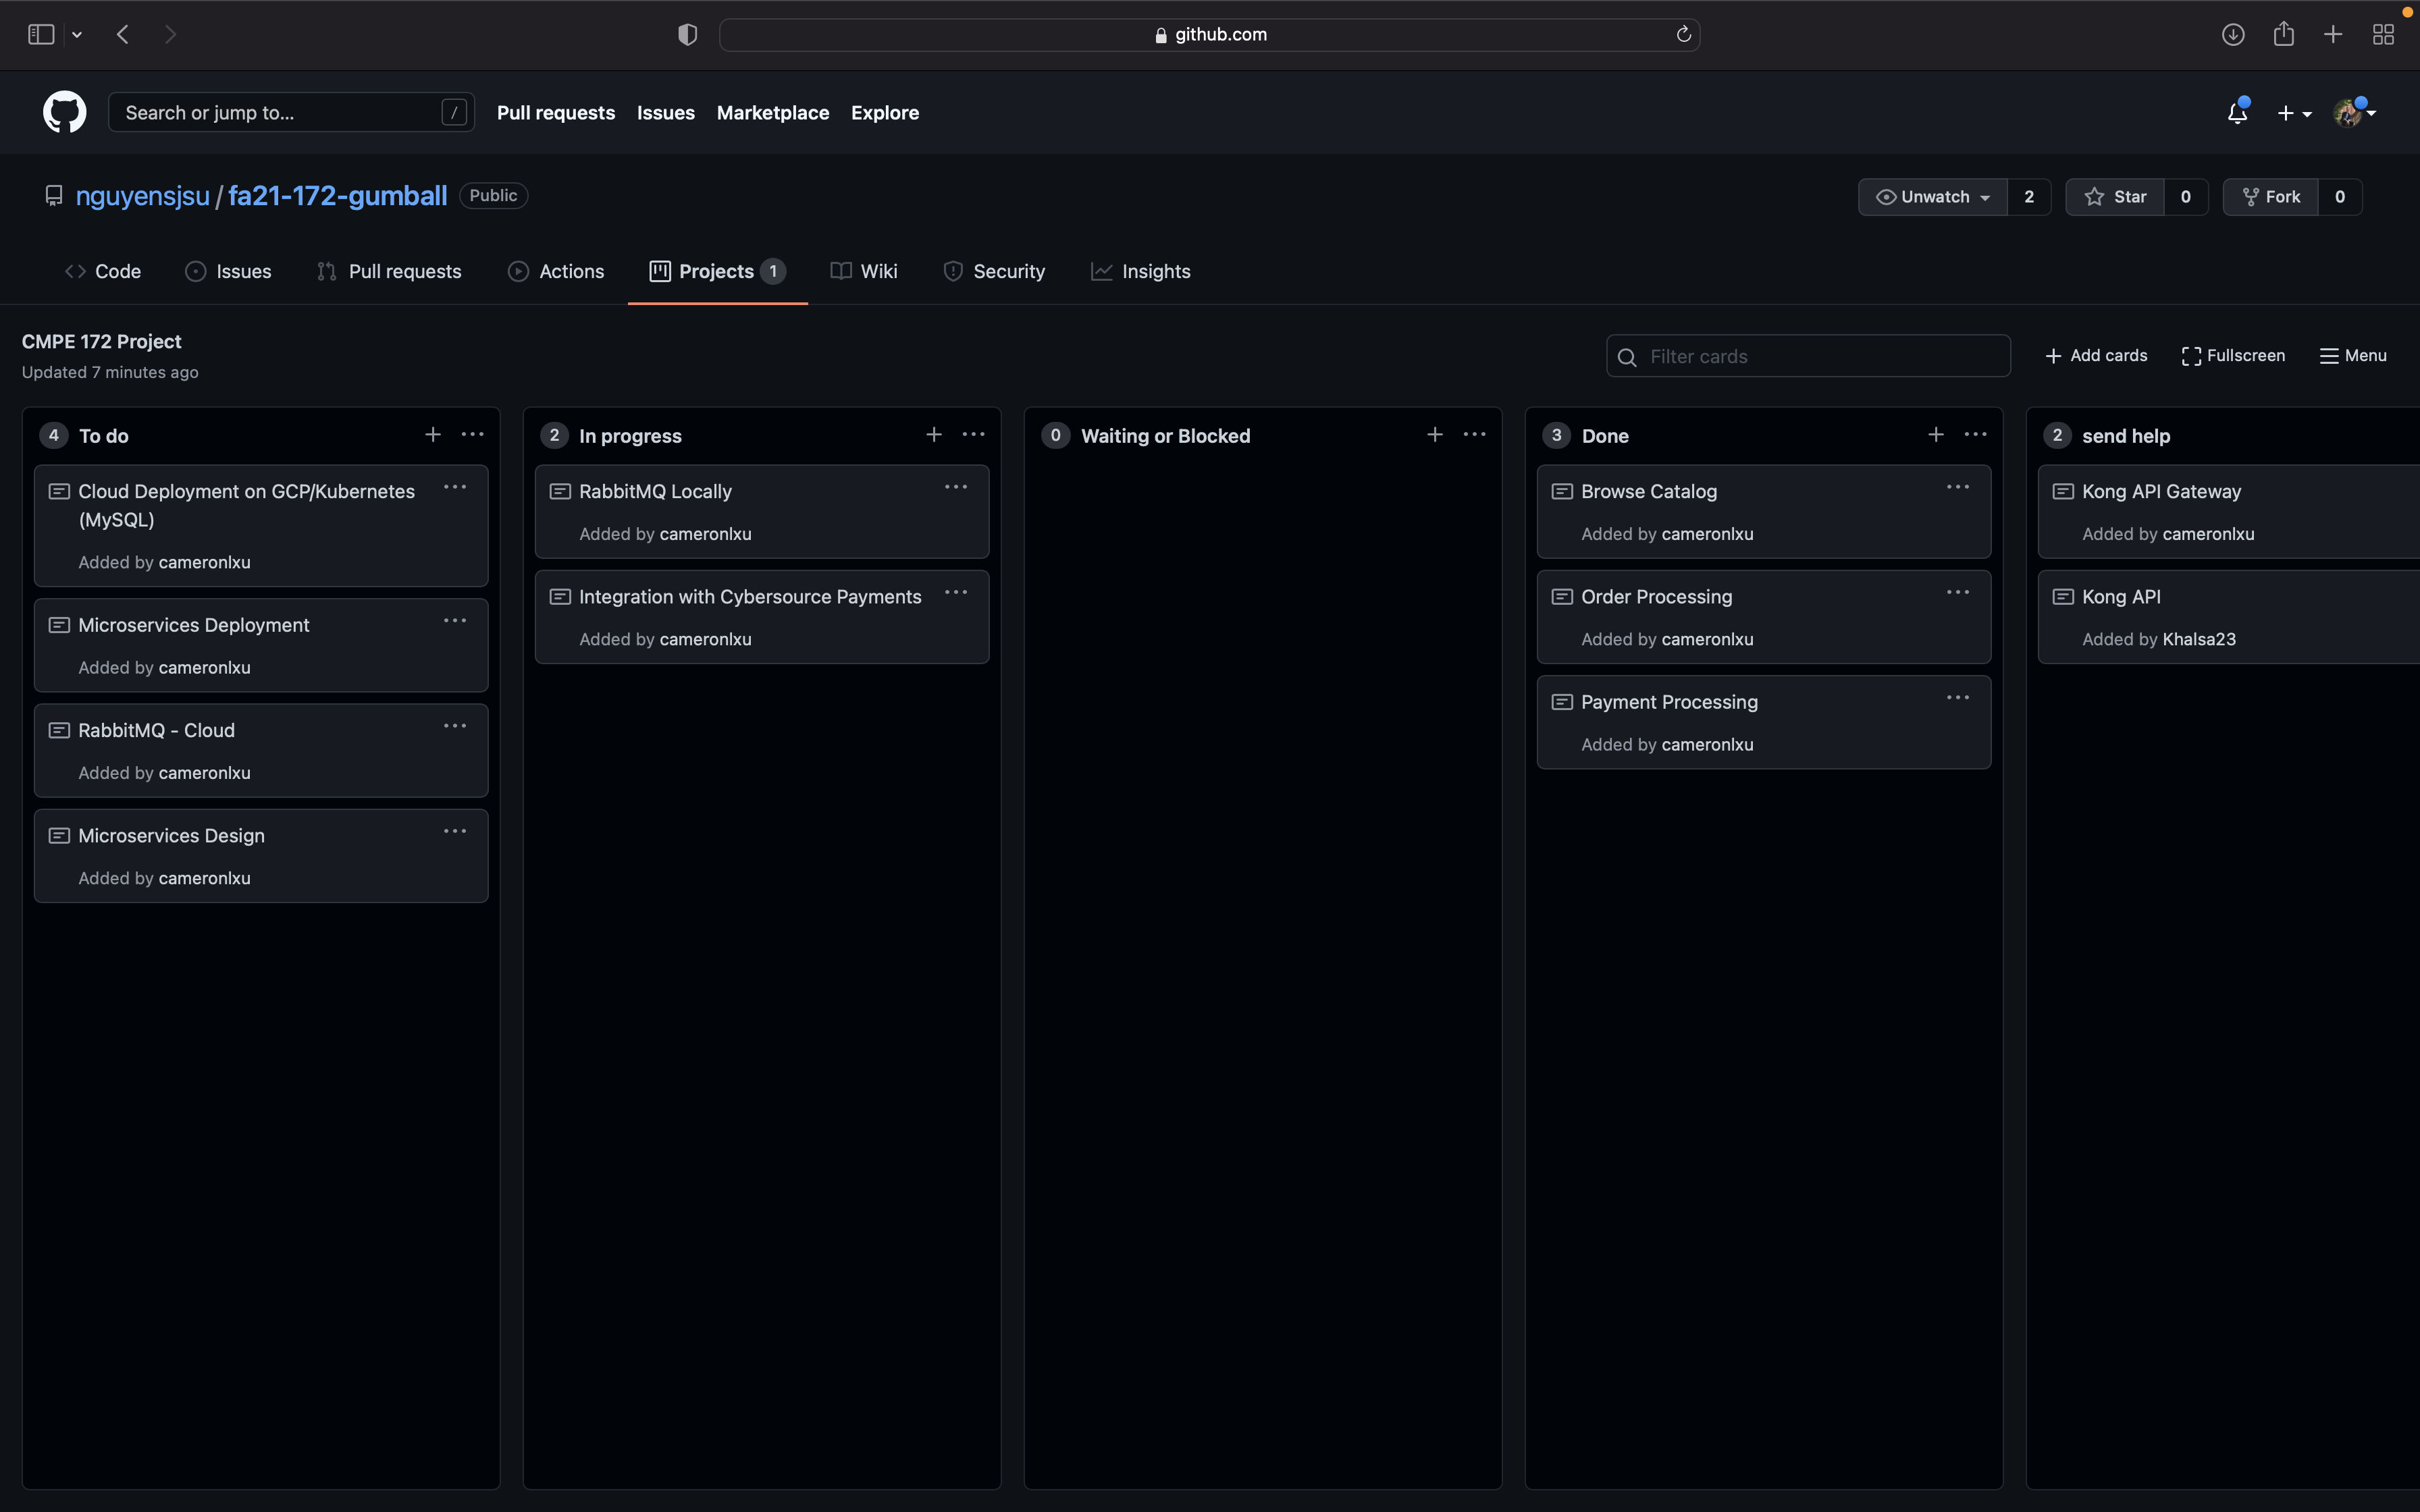 github.com
Search or jump to... /
Pull requests Issues Marketplace Explore
nguyensjsu / fa21-172-gumball Public
Unwatch 2 Star 0 Fork 0
Code Issues Pull requests Actions Projects 1 Wiki Security Insights
CMPE 172 Project
Updated 7 minutes ago
Filter cards
Add cards Fullscreen Menu
4 To do
Cloud Deployment on GCP/Kubernetes
(MySQL)
Added by cameronlxu
Microservices Deployment
Added by cameronlxu
RabbitMQ - Cloud
Added by cameronlxu
Microservices Design
Added by cameronlxu
2 In progress
RabbitMQ Locally
Added by cameronlxu
Integration with Cybersource Payments
Added by cameronlxu
0 Waiting or Blocked
3 Done
Browse Catalog
Added by cameronlxu
Order Processing
Added by cameronlxu
Payment Processing
Added by cameronlxu
2 send help
Kong API Gateway
Added by cameronlxu
Kong API
Added by Khalsa23